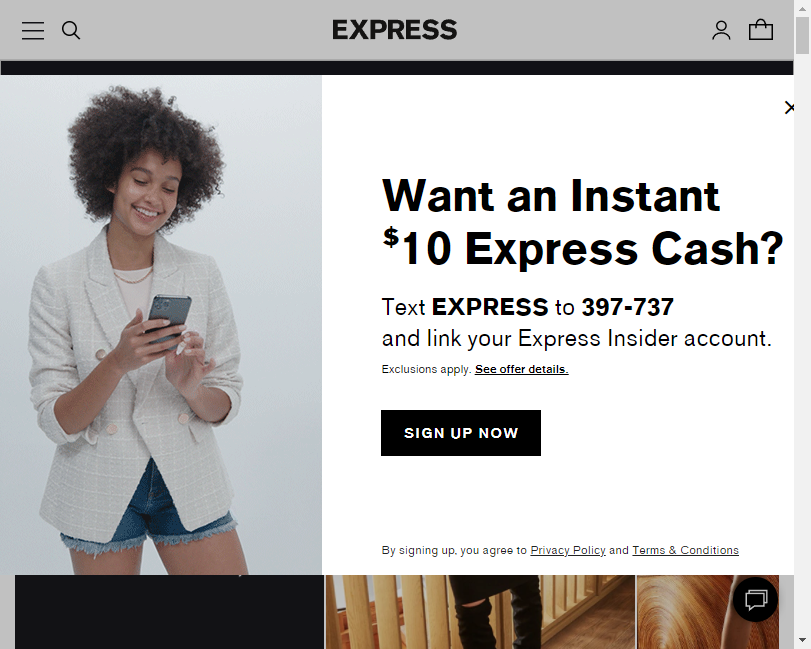 EXPRESS
Want an Instant
$10 Express Cash?
Text EXPRESS to 397-737
and link your Express Insider account.
Exclusions apply. See offer details.
SIGN UP NOW
By signing up, you agree to Privacy Policy and Terms & Conditions